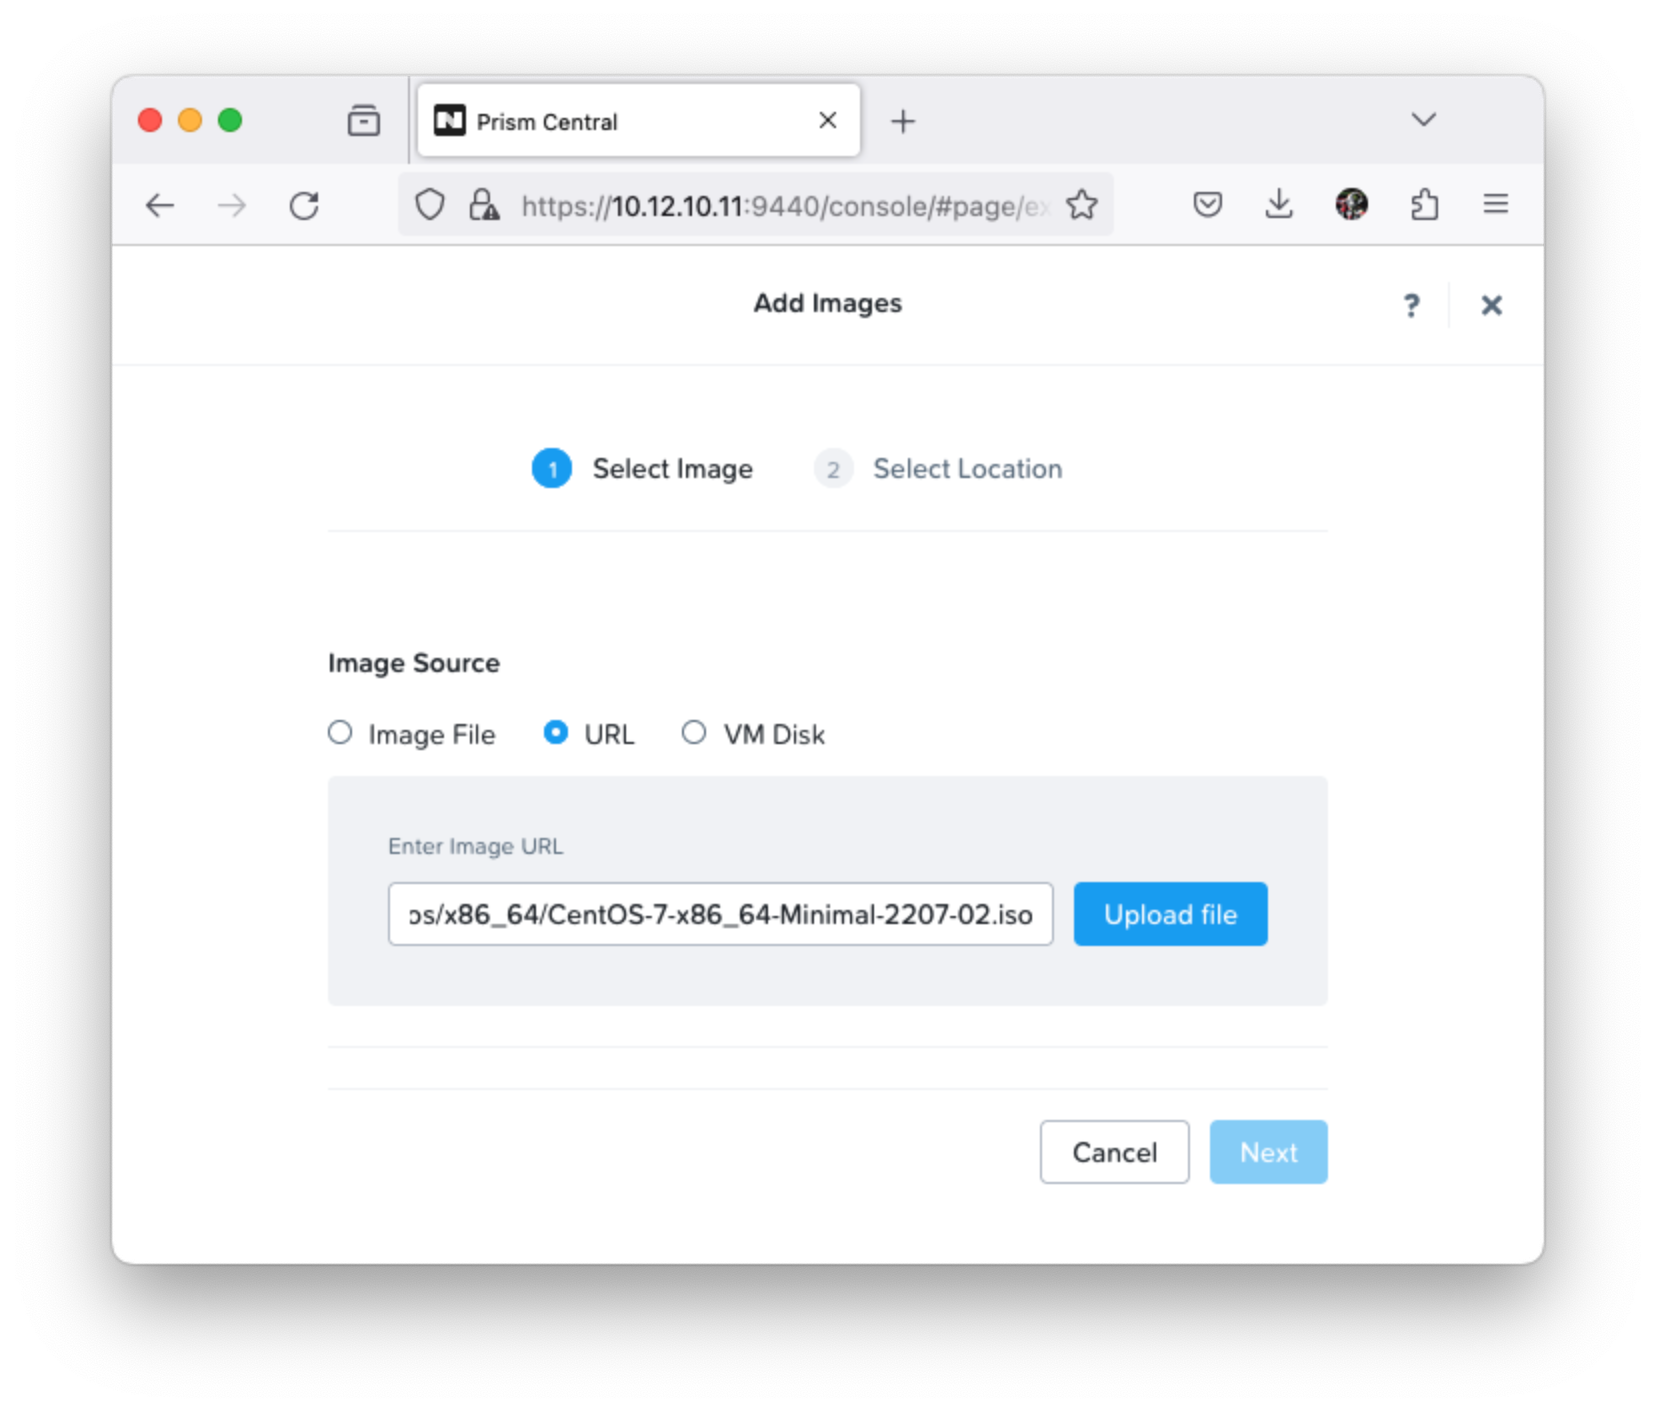 Prism Central
https://10.12.10.11:9440/console/#page/ex
Add Images
?
1 Select Image 2 Select Location
Image Source
Image File URL VM Disk
Enter Image URL
os/x86_64/CentOS-7-x86_64-Minimal-2207-02.iso Upload file
Cancel Next